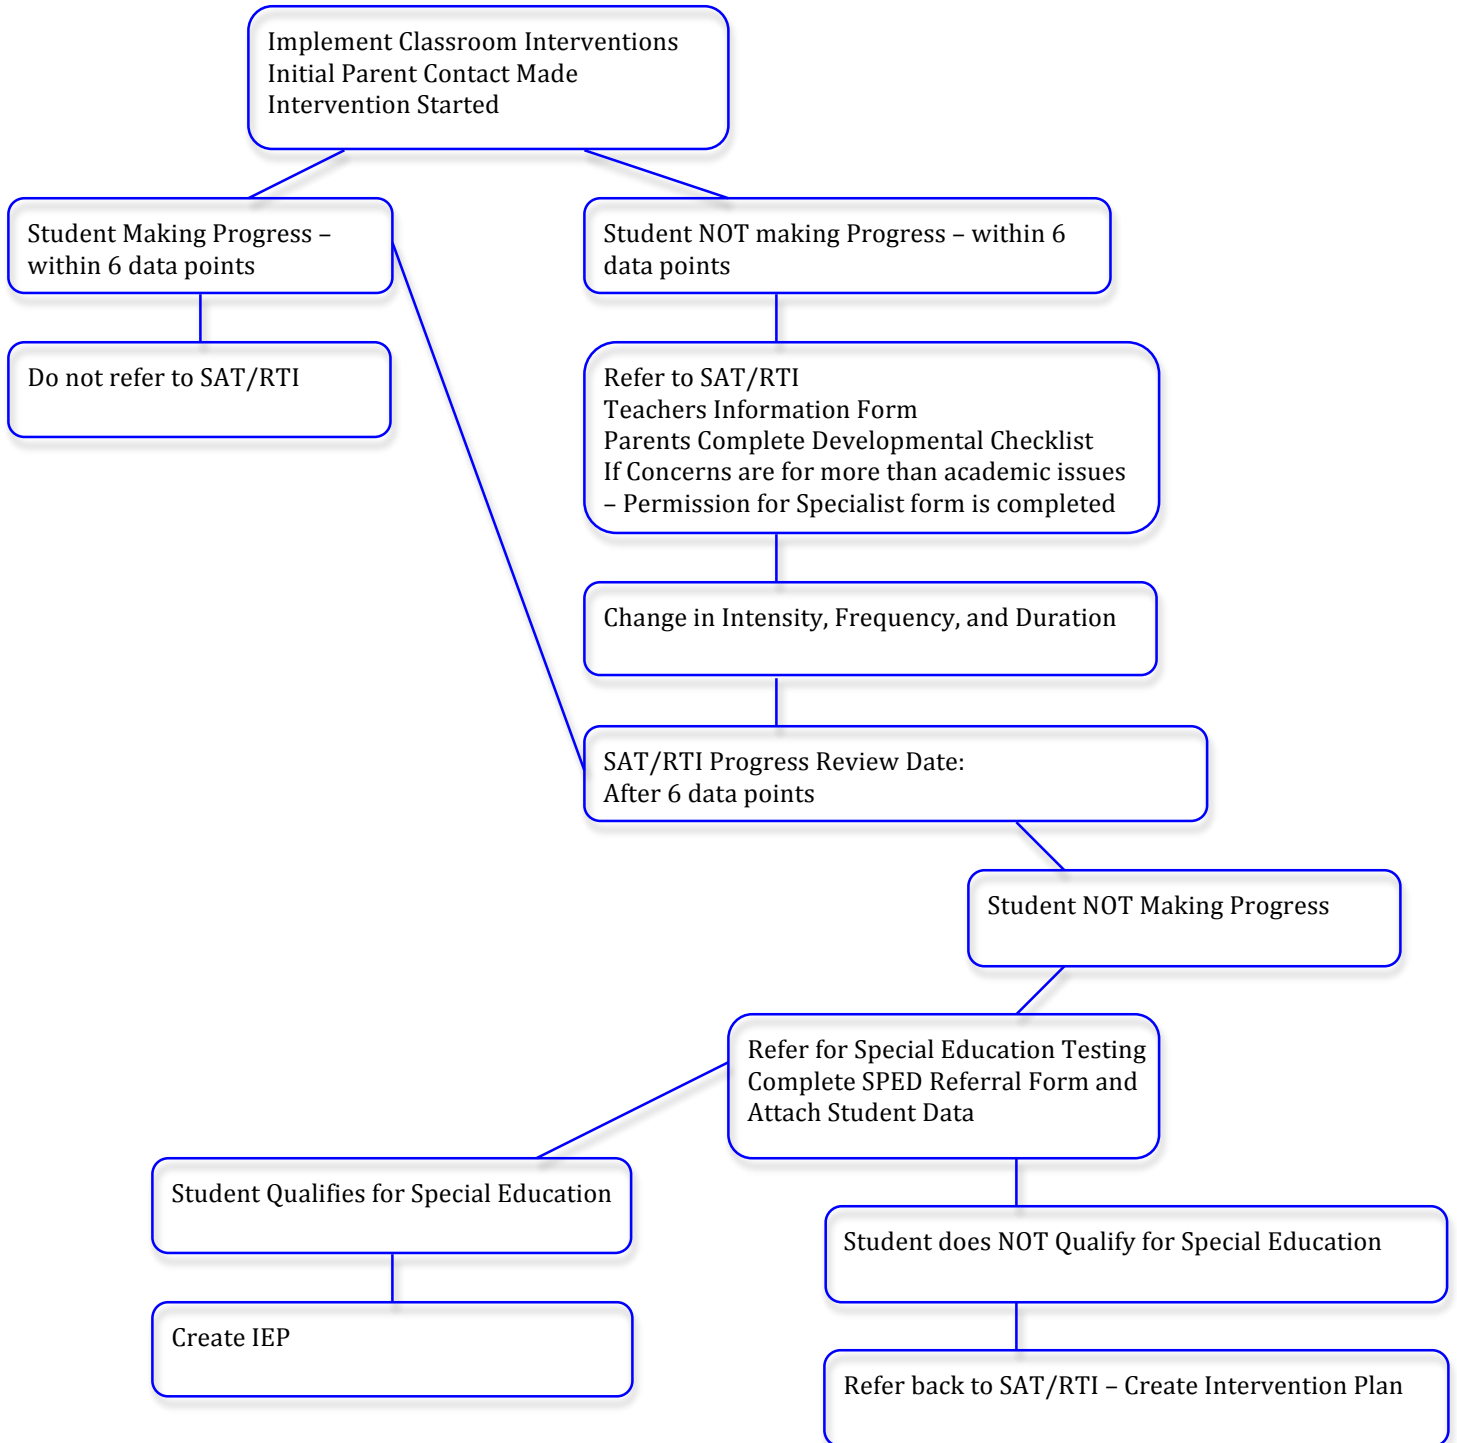 Implement Classroom Interventions
Initial Parent Contact Made
Intervention Started
Student Making Progress –
within 6 data points
Student NOT making Progress – within 6
data points
Do not refer to SAT/RTI
Refer to SAT/RTI
Teachers Information Form
Parents Complete Developmental Checklist
If Concerns are for more than academic issues
– Permission for Specialist form is completed
Change in Intensity, Frequency, and Duration
SAT/RTI Progress Review Date:
After 6 data points
Student NOT Making Progress
Refer for Special Education Testing
Complete SPED Referral Form and
Attach Student Data
Student Qualifies for Special Education
Student does NOT Qualify for Special Education
Create IEP
Refer back to SAT/RTI – Create Intervention Plan